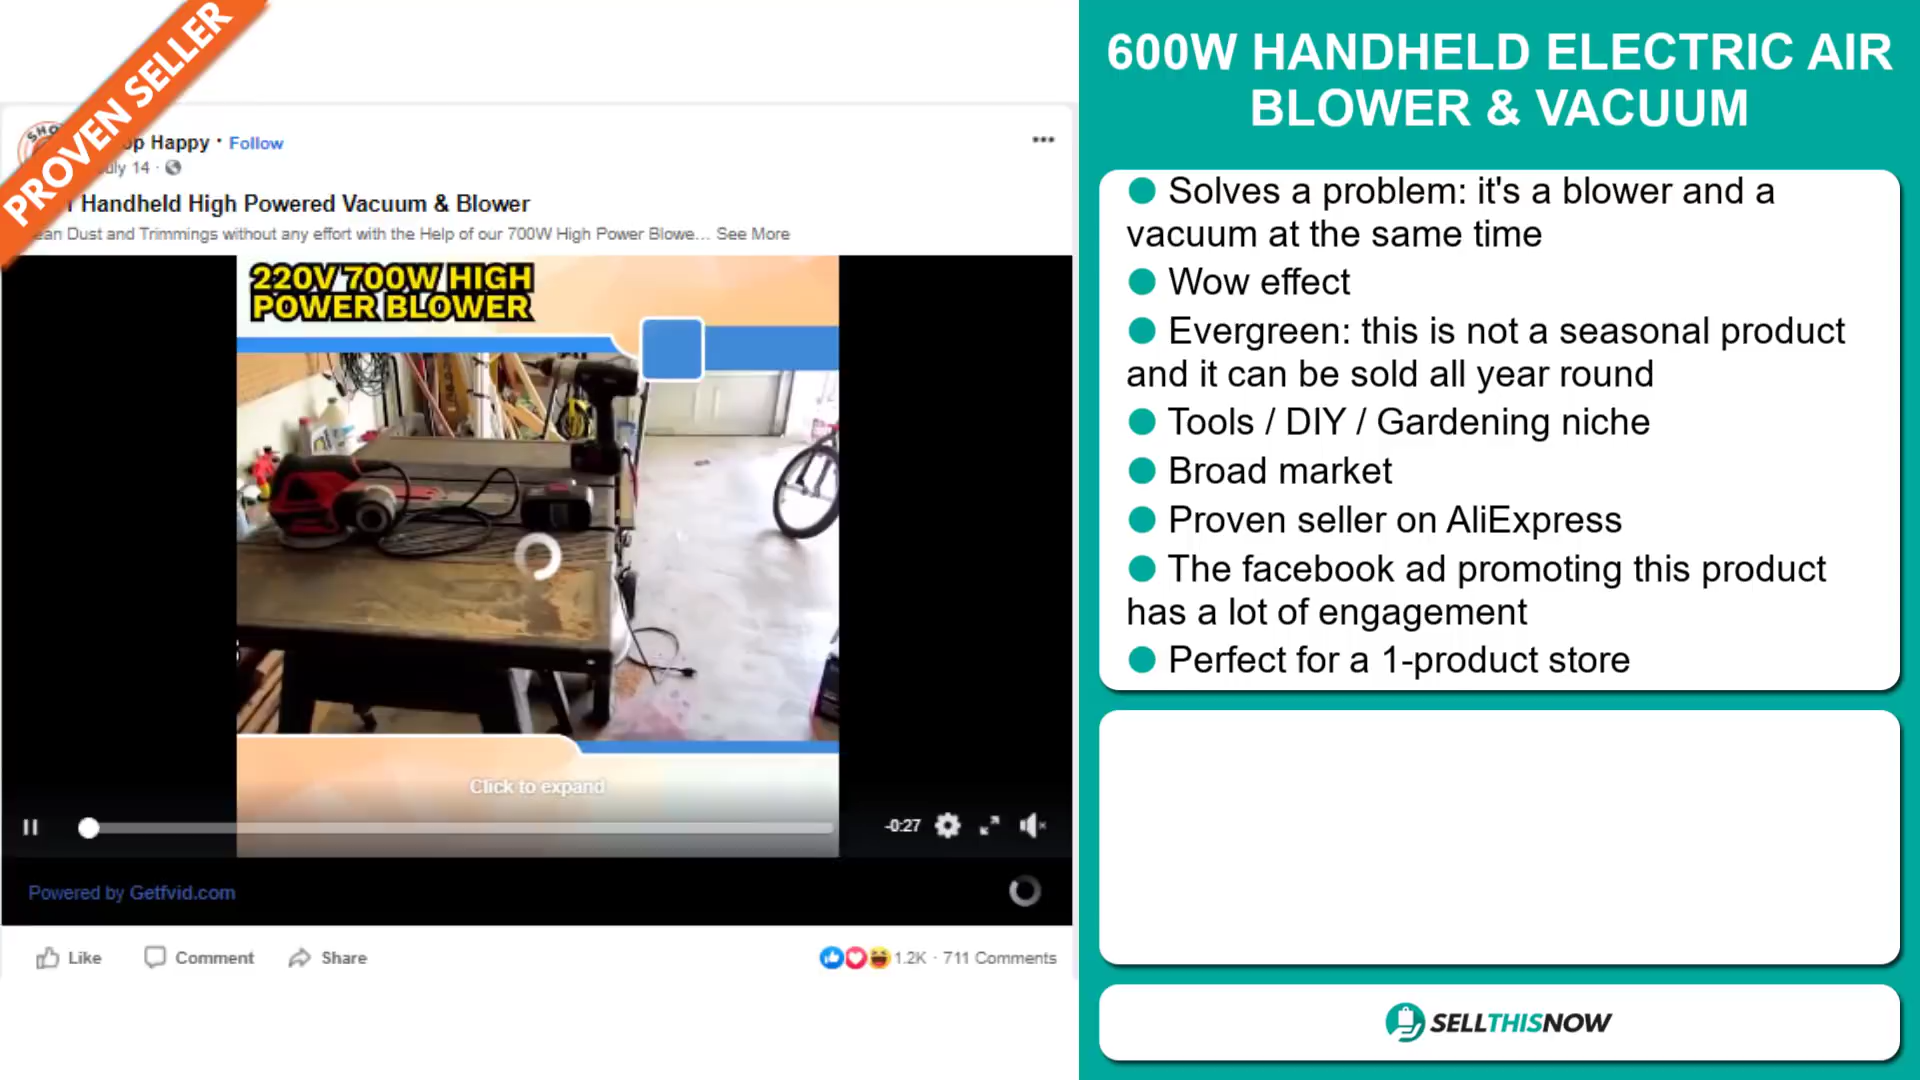 PROVEN SELLER
op Happy · Follow
uly 14 ·
Handheld High Powered Vacuum & Blower
ean Dust and Trimmings without any effort with the Help of our 700W High Power Blowe... See More
220V 700W HIGH
POWER BLOWER
Click to expand
-0:27
Powered by Getfvid.com
Like
Comment
Share
1.2K · 711 Comments
600W HANDHELD ELECTRIC AIR
BLOWER & VACUUM
● Solves a problem: it's a blower and a
vacuum at the same time
● Wow effect
● Evergreen: this is not a seasonal product
and it can be sold all year round
● Tools / DIY / Gardening niche
● Broad market
● Proven seller on AliExpress
● The facebook ad promoting this product
has a lot of engagement
● Perfect for a 1-product store
SELLTHISNOW